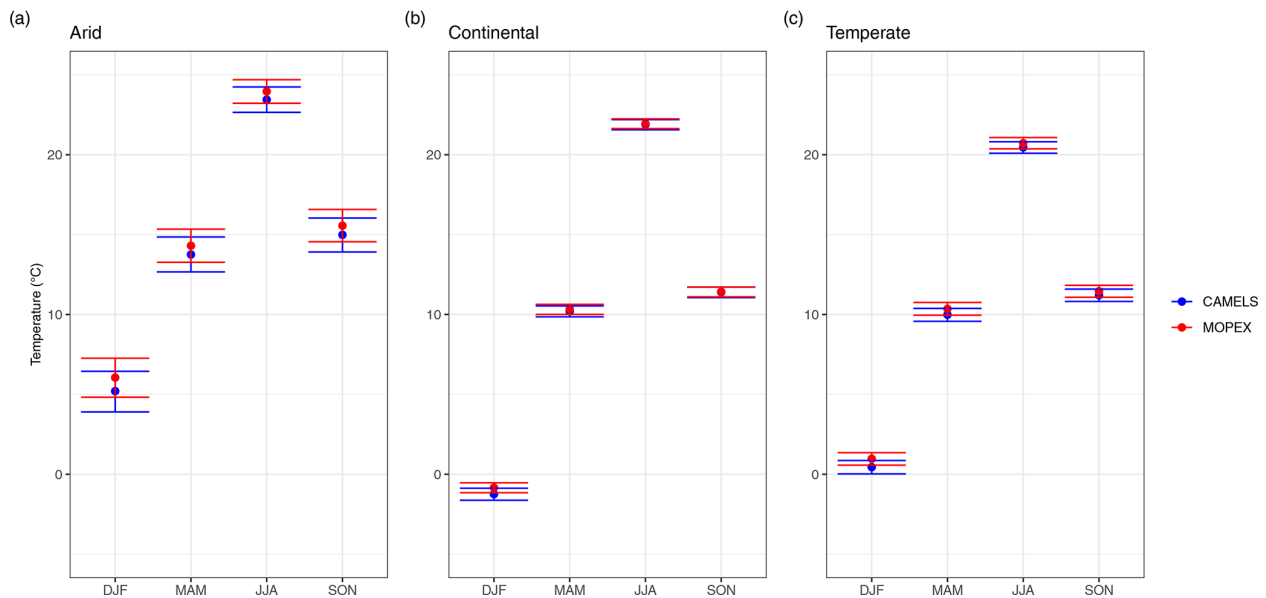 (a)
Arid
(b)
Continental
(c)
Temperate
Temperature (°C)
20
10
0
DJF MAM JJA SON
20
10
0
DJF MAM JJA SON
20
10
0
DJF MAM JJA SON
CAMELS
MOPEX